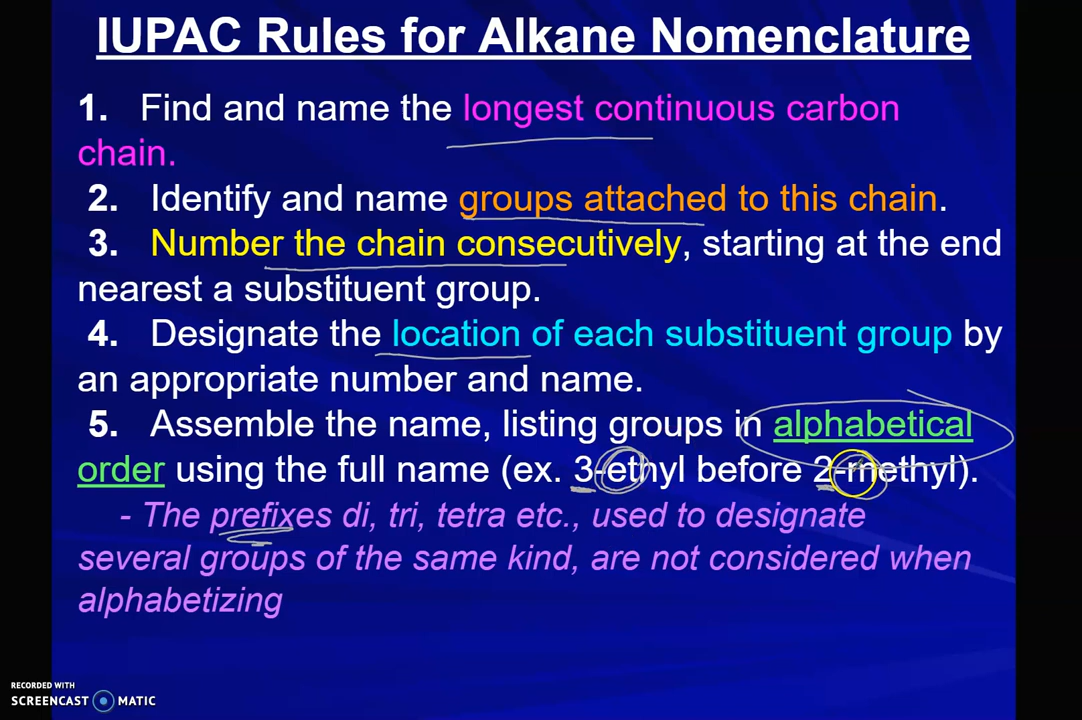 IUPAC Rules for Alkane Nomenclature
1. Find and name the longest continuous carbon
chain.
2. Identify and name groups attached to this chain.
3. Number the chain consecutively, starting at the end
nearest a substituent group.
4. Designate the location of each substituent group by
an appropriate number and name.
5. Assemble the name, listing groups in alphabetical
order using the full name (ex. 3-ethyl before 2-methyl).
- The prefixes di, tri, tetra etc., used to designate
several groups of the same kind, are not considered when
alphabetizing
RECORDED WITH
SCREENCAST MATIC